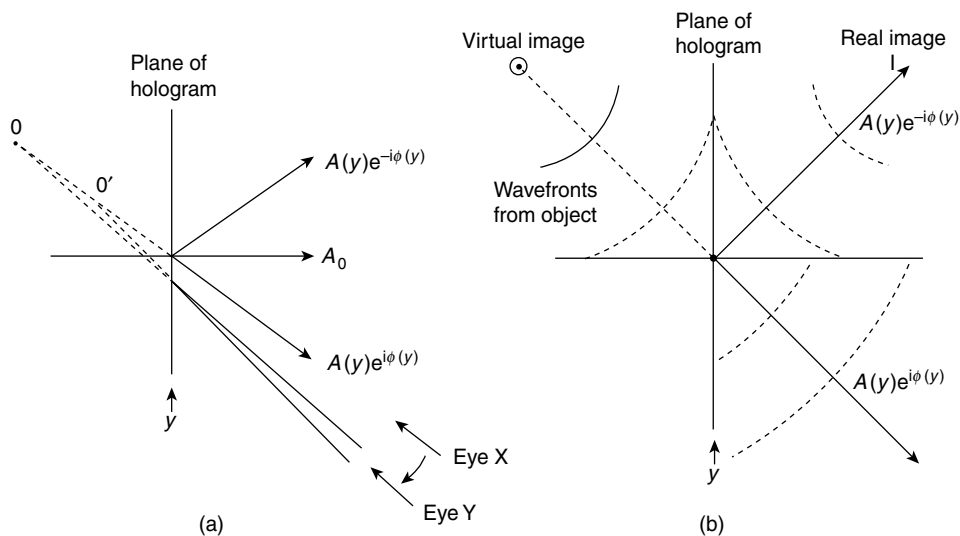 Plane of
hologram
0
0′
A(y)e^{−iϕ(y)}
A₀
A(y)e^{iϕ(y)}
y
Eye X
Eye Y
(a)
Virtual image
Plane of
hologram
Real image
I
A(y)e^{−iϕ(y)}
Wavefronts
from object
A(y)e^{iϕ(y)}
y
(b)